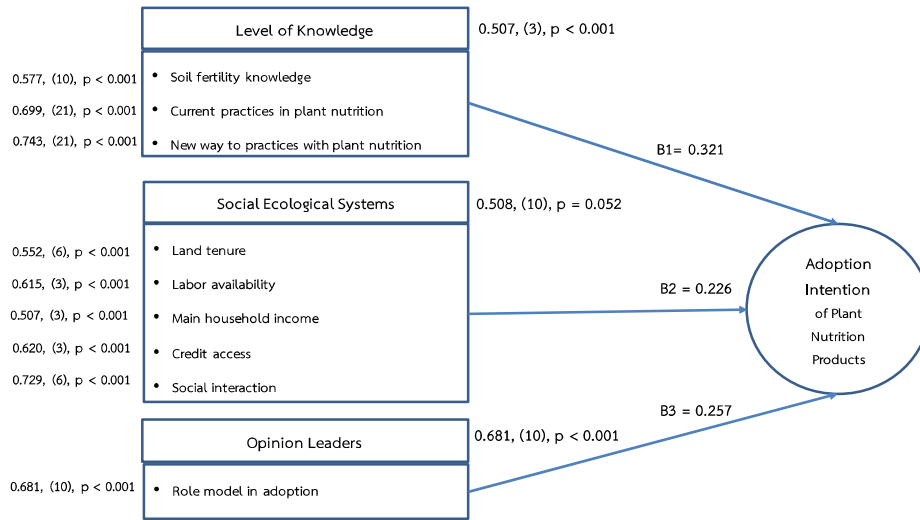 Level of Knowledge
0.507, (3), p < 0.001
0.577, (10), p < 0.001
• Soil fertility knowledge
0.699, (21), p < 0.001
• Current practices in plant nutrition
0.743, (21), p < 0.001
• New way to practices with plant nutrition
B1= 0.321
Social Ecological Systems
0.508, (10), p = 0.052
0.552, (6), p < 0.001
• Land tenure
0.615, (3), p < 0.001
• Labor availability
0.507, (3), p < 0.001
• Main household income
0.620, (3), p < 0.001
• Credit access
0.729, (6), p < 0.001
• Social interaction
B2 = 0.226
Adoption
Intention
of Plant
Nutrition
Products
B3 = 0.257
Opinion Leaders
0.681, (10), p < 0.001
0.681, (10), p < 0.001
• Role model in adoption